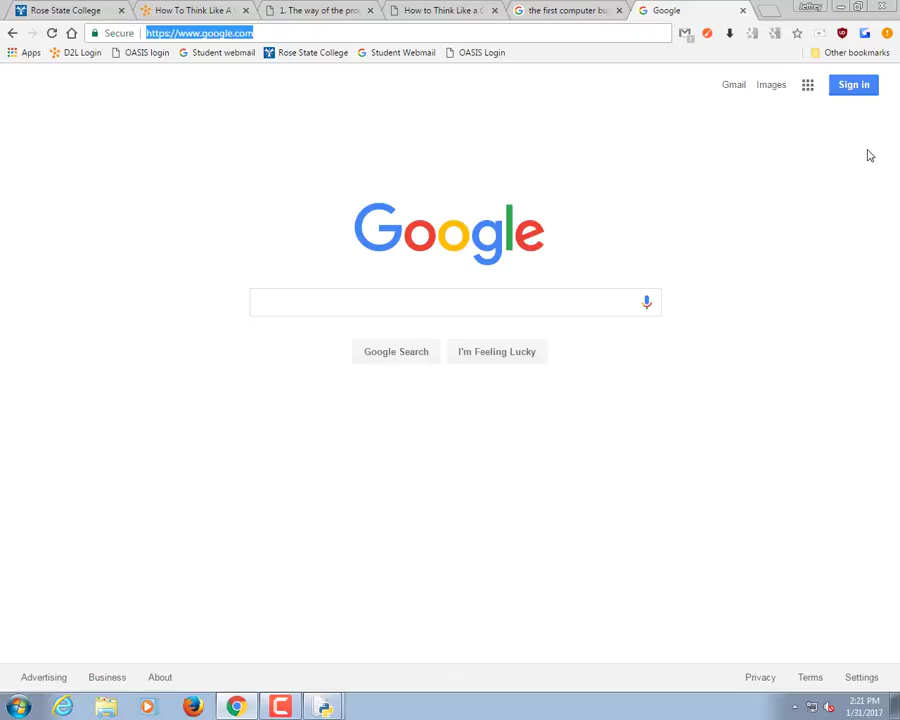 Rose State College
How To Think Like A
1. The way of the pro
How to Think Like a C
the first computer bu
Google
Jeffrey
Secure
https://www.google.com
Apps
D2L Login
OASIS login
Student webmail
Rose State College
Student Webmail
OASIS Login
Other bookmarks
Gmail
Images
Sign in
Google
Google Search
I'm Feeling Lucky
Advertising
Business
About
Privacy
Terms
Settings
2:21 PM
1/31/2017